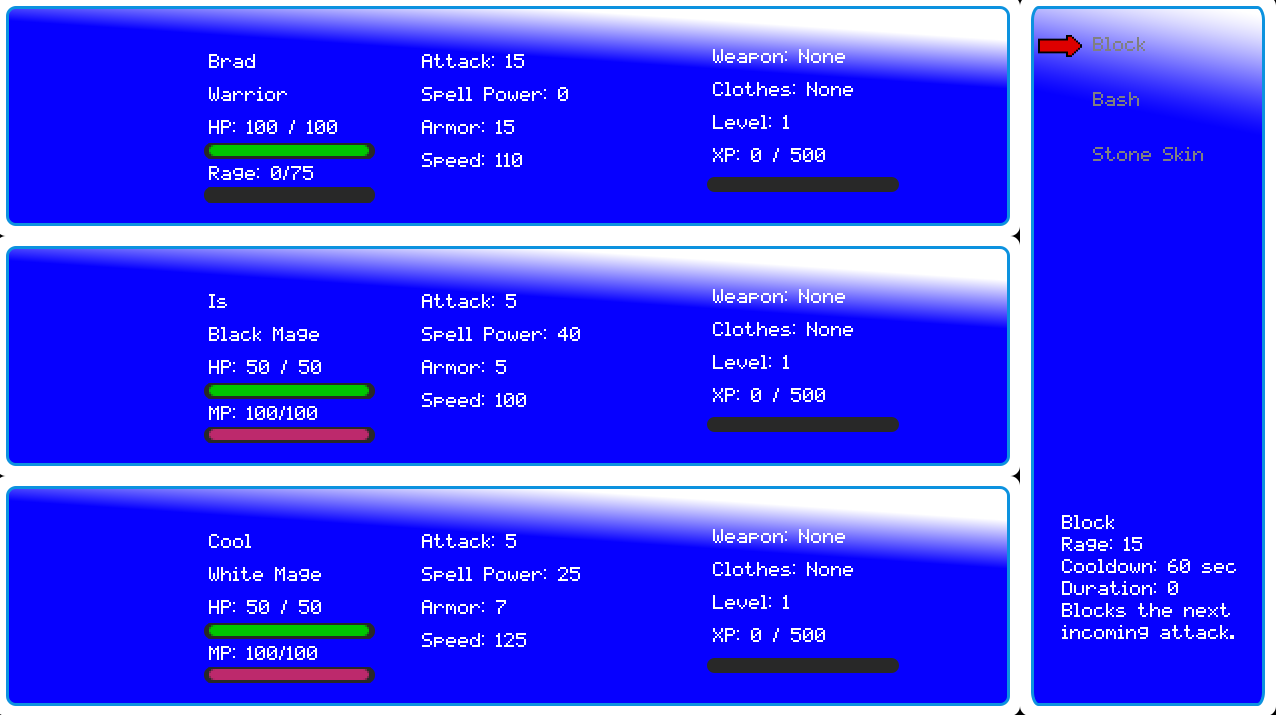 Brad
Warrior
HP: 100 / 100
Rage: 0/75
Attack: 15
Spell Power: 0
Armor: 15
Speed: 110
Weapon: None
Clothes: None
Level: 1
XP: 0 / 500
Is
Black Mage
HP: 50 / 50
MP: 100/100
Attack: 5
Spell Power: 40
Armor: 5
Speed: 100
Weapon: None
Clothes: None
Level: 1
XP: 0 / 500
Cool
White Mage
HP: 50 / 50
MP: 100/100
Attack: 5
Spell Power: 25
Armor: 7
Speed: 125
Weapon: None
Clothes: None
Level: 1
XP: 0 / 500
Block
Bash
Stone Skin
Block
Rage: 15
Cooldown: 60 sec
Duration: 0
Blocks the next
incoming attack.